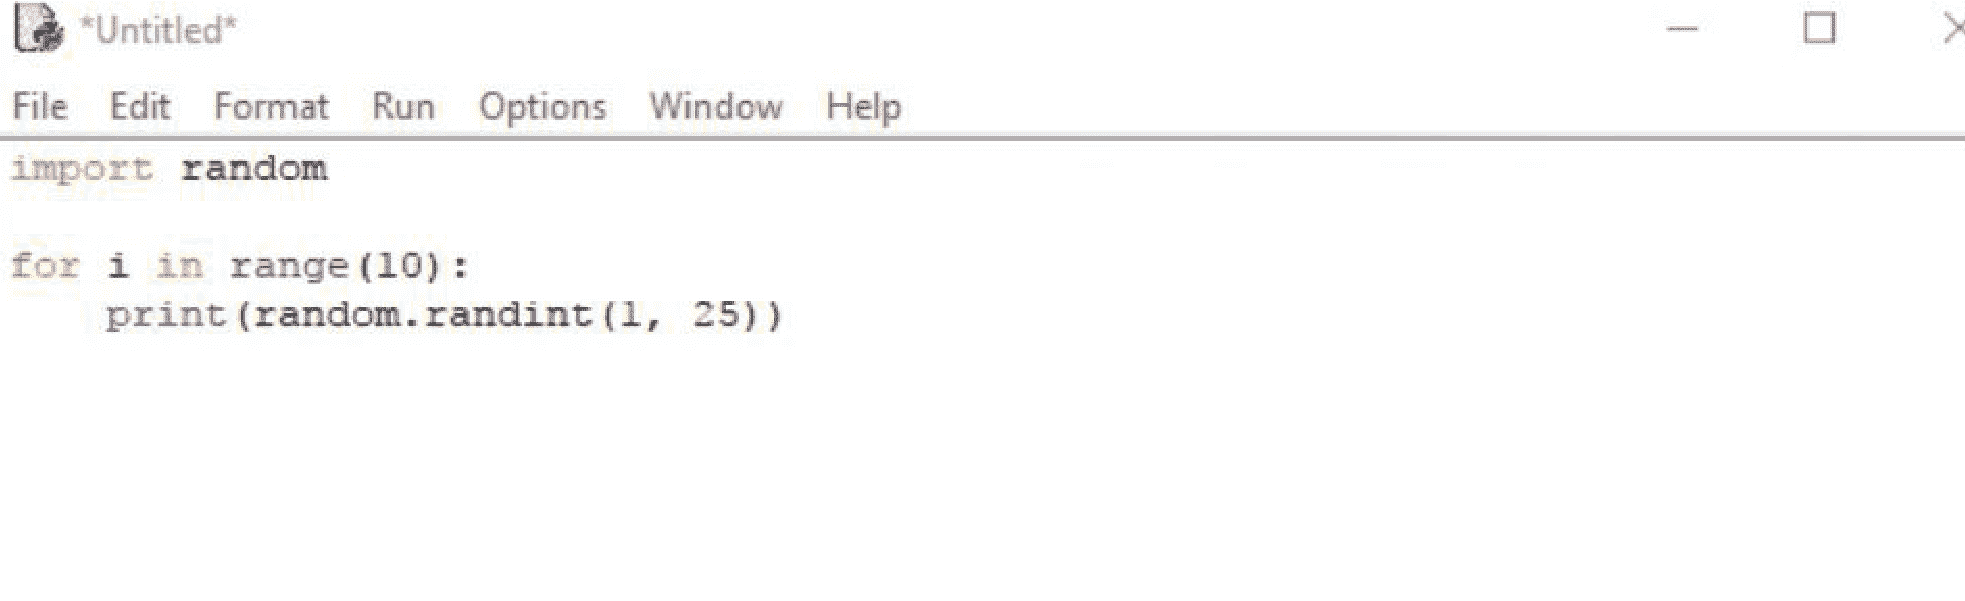 *Untitled*
File Edit Format Run Options Window Help
import random
for i in range(10):
    print(random.randint(1, 25))